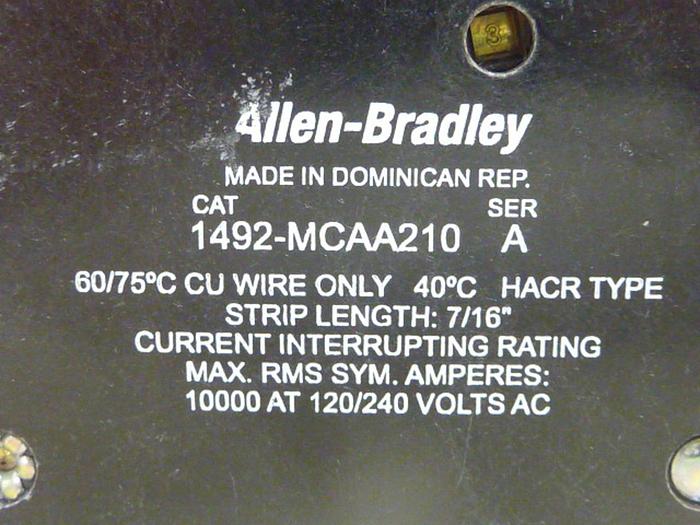 3
Allen-Bradley
MADE IN DOMINICAN REP.
CAT SER
1492-MCAA210 A
60/75ºC CU WIRE ONLY 40ºC HACR TYPE
STRIP LENGTH: 7/16"
CURRENT INTERRUPTING RATING
MAX. RMS SYM. AMPERES:
10000 AT 120/240 VOLTS AC